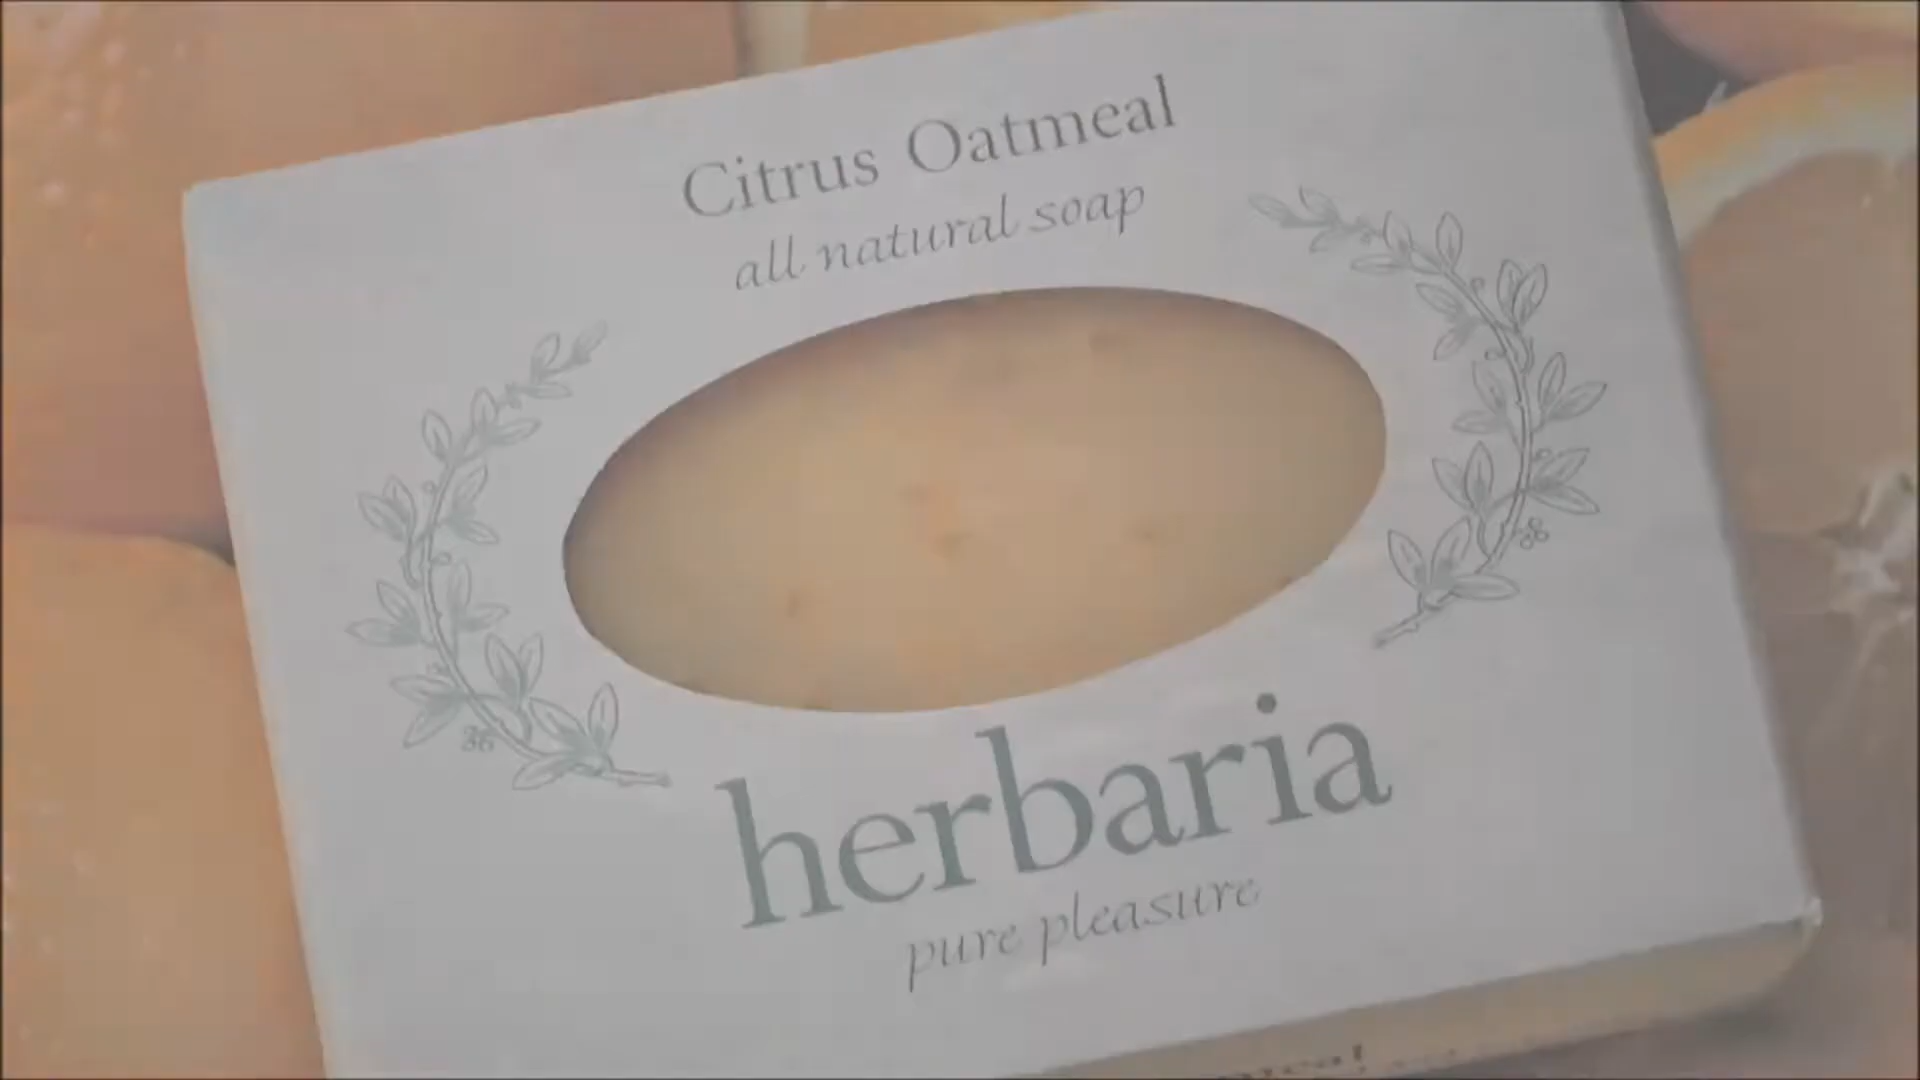 Citrus Oatmeal
all natural soap
herbaria
pure pleasure